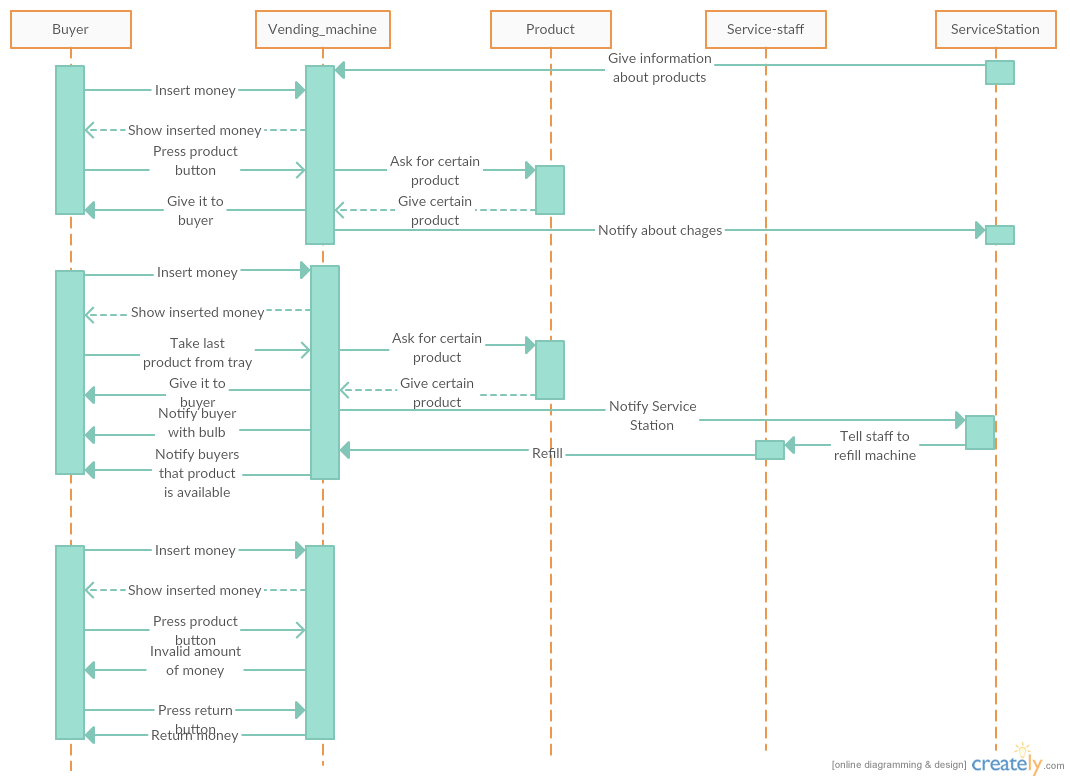 Buyer
Vending_machine
Product
Service-staff
ServiceStation
Give information
about products
Insert money
Show inserted money
Press product
button
Ask for certain
product
Give it to
buyer
Give certain
product
Notify about chages
Insert money
Show inserted money
Take last
product from tray
Ask for certain
product
Give it to
buyer
Give certain
product
Notify buyer
with bulb
Notify Service
Station
Tell staff to
refill machine
Refill
Notify buyers
that product
is available
Insert money
Show inserted money
Press product
button
Invalid amount
of money
Press return
button
Return money
[online diagramming & design] creately.com